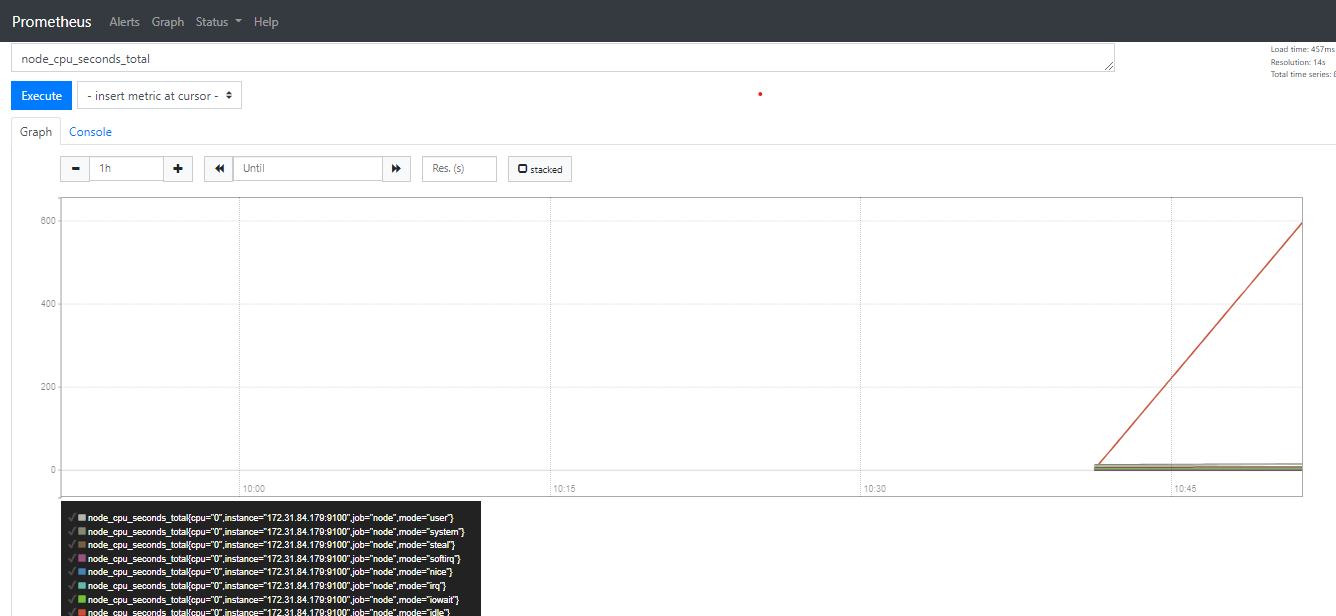 Prometheus Alerts Graph Status Help
node_cpu_seconds_total
Load time: 457ms
Resolution: 14s
Total time series: 8
Execute - insert metric at cursor -
Graph Console
1h Until Res. (s) stacked
600
400
200
0
10:00 10:15 10:30 10:45
node_cpu_seconds_total{cpu="0",instance="172.31.84.179:9100",job="node",mode="user"}
node_cpu_seconds_total{cpu="0",instance="172.31.84.179:9100",job="node",mode="system"}
node_cpu_seconds_total{cpu="0",instance="172.31.84.179:9100",job="node",mode="steal"}
node_cpu_seconds_total{cpu="0",instance="172.31.84.179:9100",job="node",mode="softirq"}
node_cpu_seconds_total{cpu="0",instance="172.31.84.179:9100",job="node",mode="nice"}
node_cpu_seconds_total{cpu="0",instance="172.31.84.179:9100",job="node",mode="irq"}
node_cpu_seconds_total{cpu="0",instance="172.31.84.179:9100",job="node",mode="iowait"}
node_cpu_seconds_total{cpu="0",instance="172.31.84.179:9100",job="node",mode="idle"}